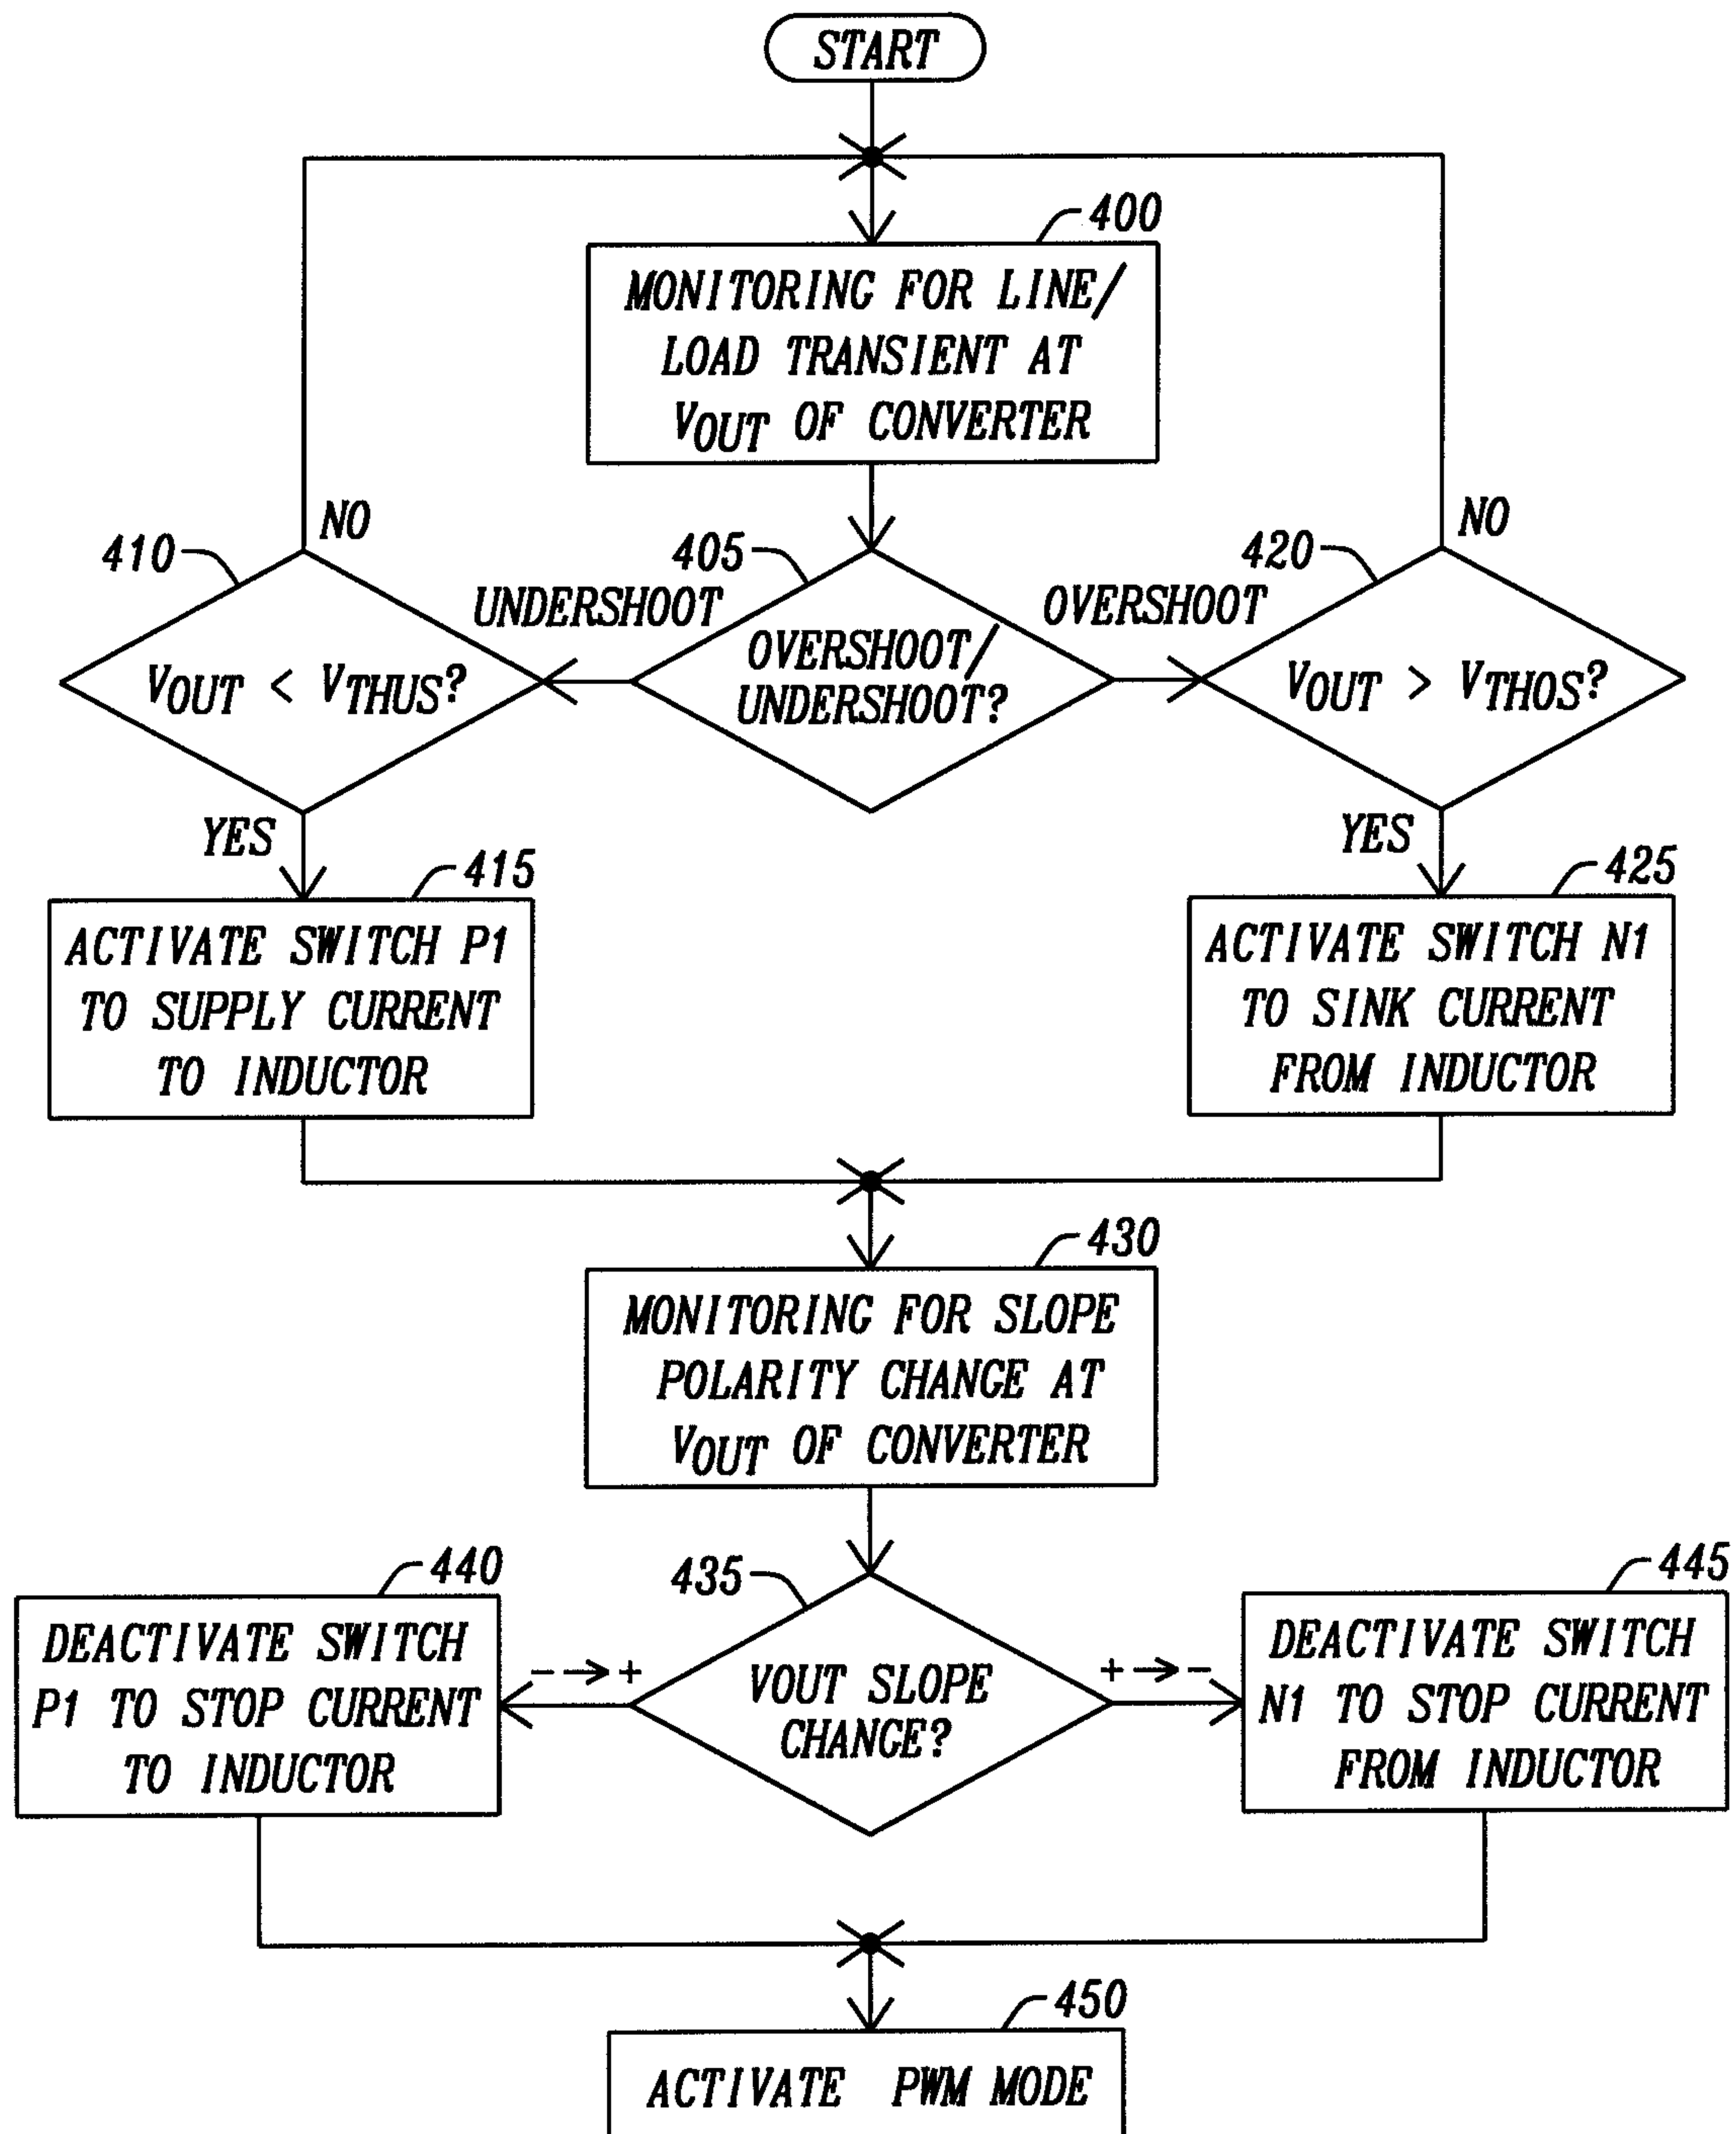 START
400
MONITORING FOR LINE/
LOAD TRANSIENT AT
VOUT OF CONVERTER
NO
410
405
420
NO
UNDERSHOOT
OVERSHOOT
VOUT < VTHUS?
OVERSHOOT/
UNDERSHOOT?
VOUT > VTHOS?
YES
YES
415
425
ACTIVATE SWITCH P1
TO SUPPLY CURRENT
TO INDUCTOR
ACTIVATE SWITCH N1
TO SINK CURRENT
FROM INDUCTOR
430
MONITORING FOR SLOPE
POLARITY CHANGE AT
VOUT OF CONVERTER
440
435
445
DEACTIVATE SWITCH
P1 TO STOP CURRENT
TO INDUCTOR
- → +
VOUT SLOPE
CHANGE?
+ → -
DEACTIVATE SWITCH
N1 TO STOP CURRENT
FROM INDUCTOR
450
ACTIVATE PWM MODE